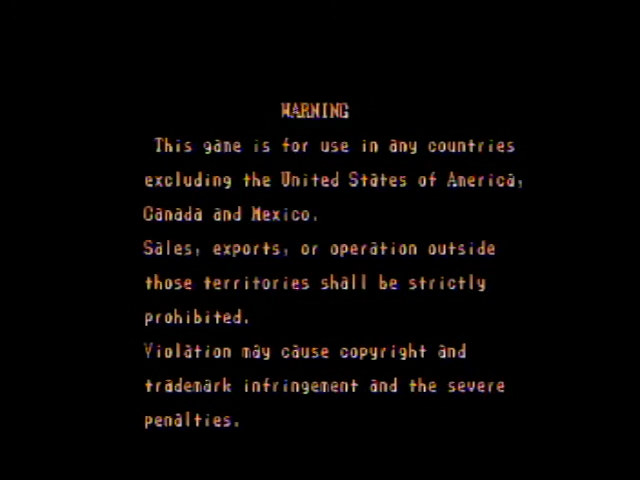 WARNING
This game is for use in any countries
excluding the United States of America,
Canada and Mexico.
Sales, exports, or operation outside
those territories shall be strictly
prohibited.
Violation may cause copyright and
trademark infringement and the severe
penalties.